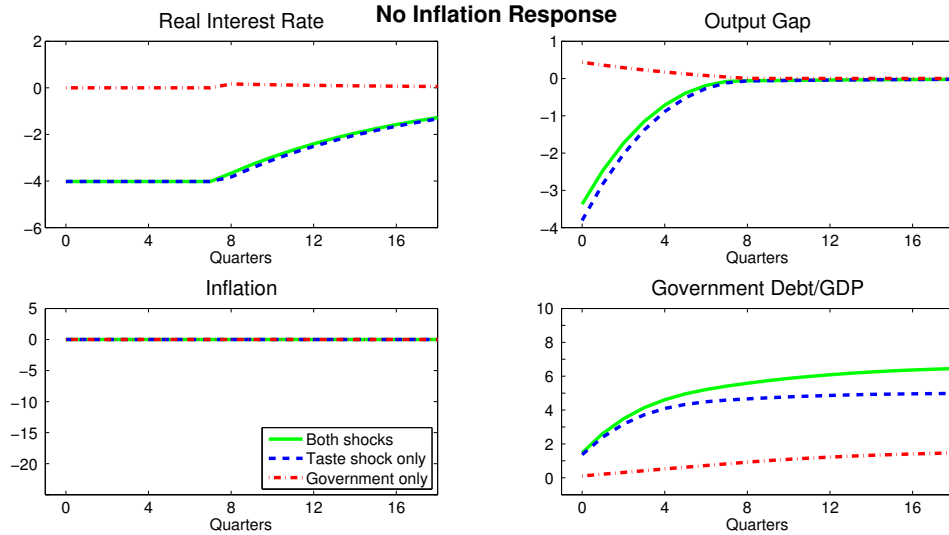 No Inflation Response
Real Interest Rate
2
0
−2
−4
−6
0 4 8 12 16
Quarters
Output Gap
1
0
−1
−2
−3
−4
0 4 8 12 16
Quarters
Inflation
5
0
−5
−10
−15
−20
0 4 8 12 16
Quarters
Both shocks
Taste shock only
Government only
Government Debt/GDP
10
8
6
4
2
0
0 4 8 12 16
Quarters